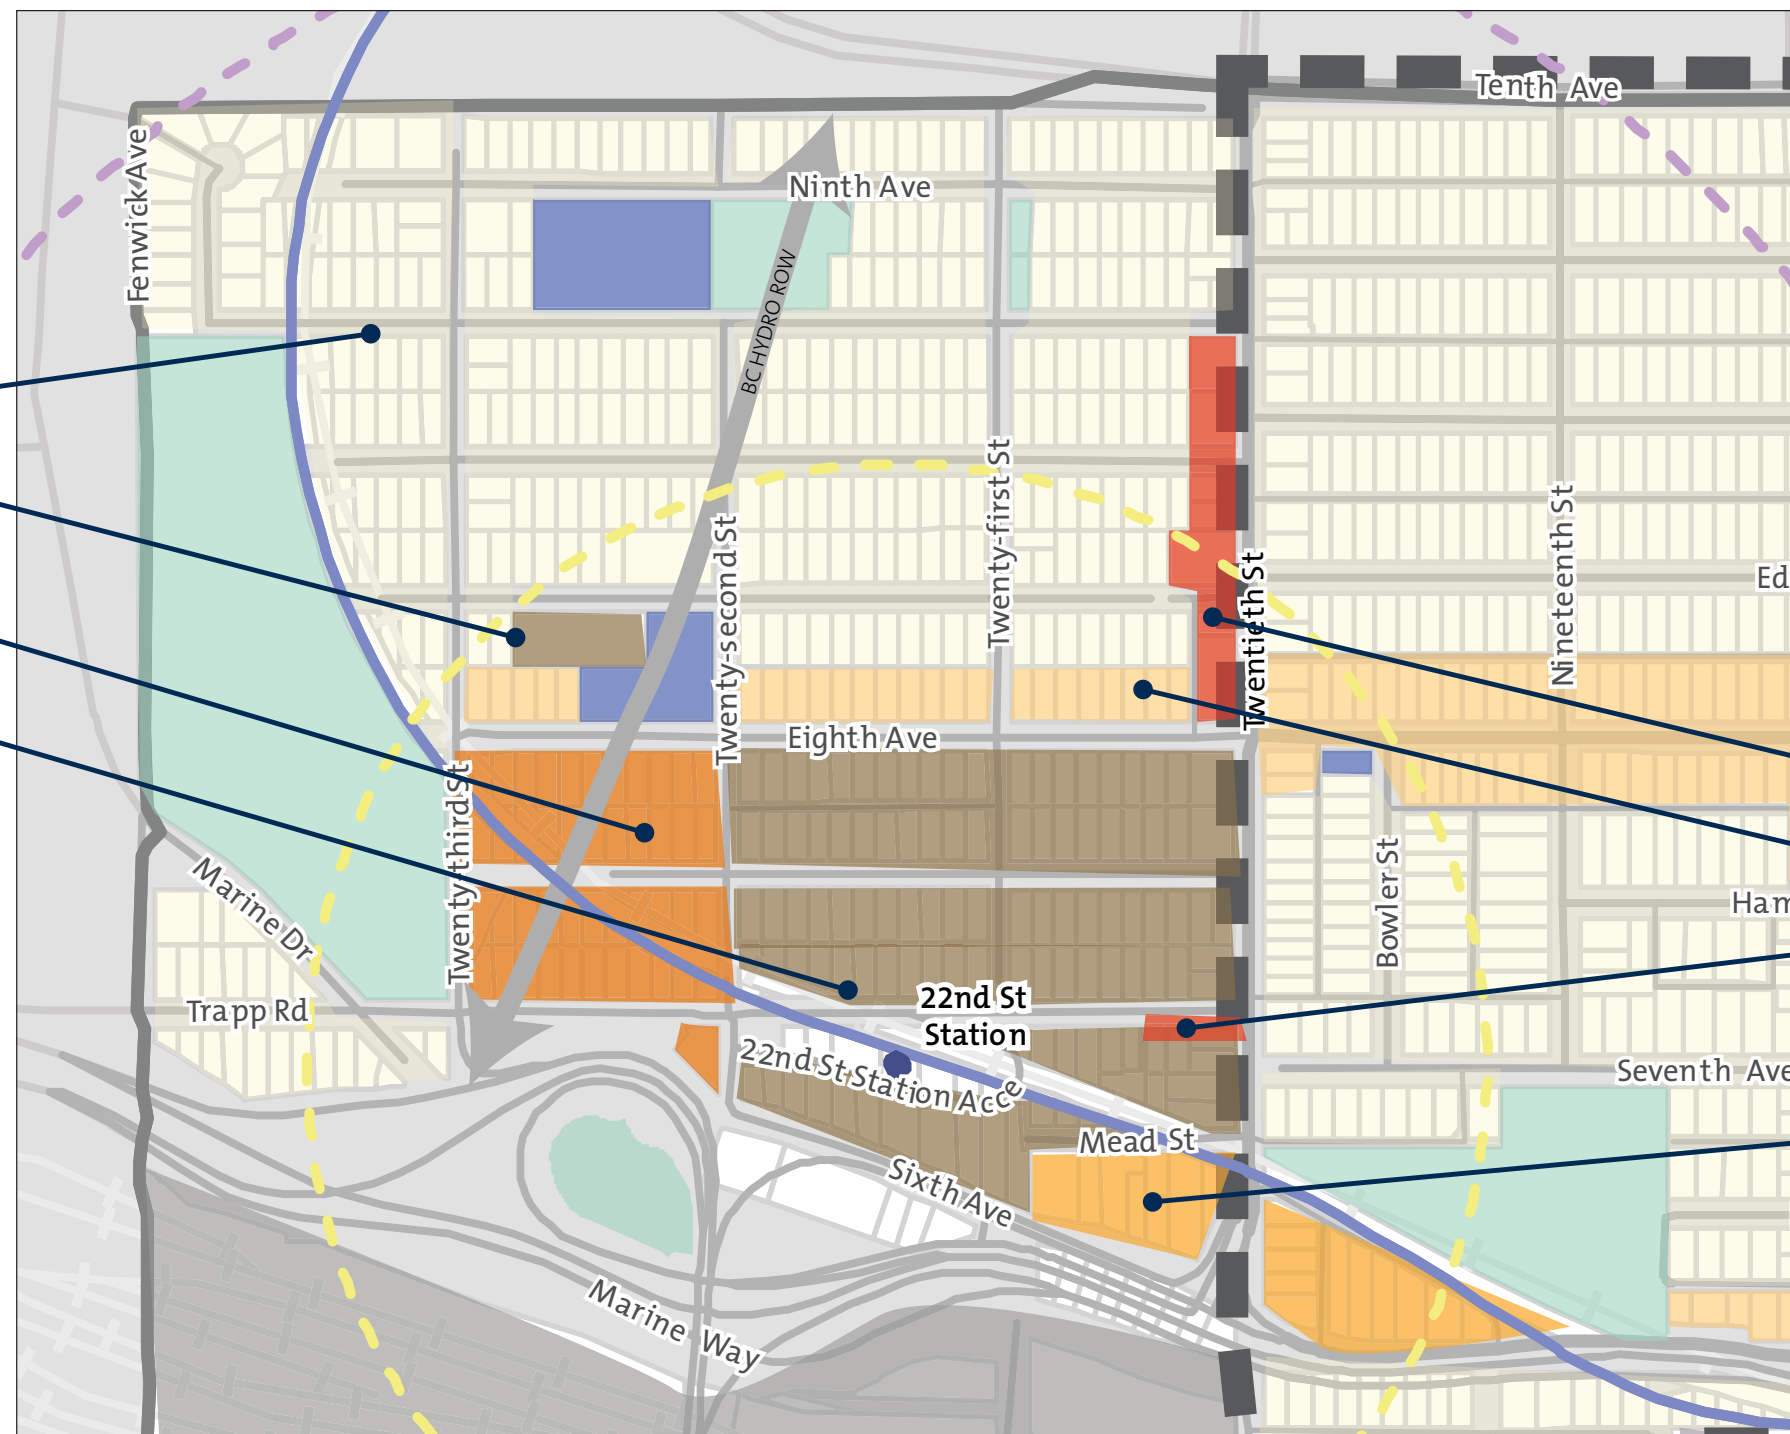 Tenth Ave
Fenwick Ave
Ninth Ave
BC HYDRO ROW
Twenty-first St
Twenty-second St
Twentieth St
Nineteenth St
Ed
Eighth Ave
Twenty-third St
Bowler St
Marine Dr
Ham
Trapp Rd
22nd St
Station
22nd St Station Acce
Seventh Ave
Mead St
Sixth Ave
Marine Way